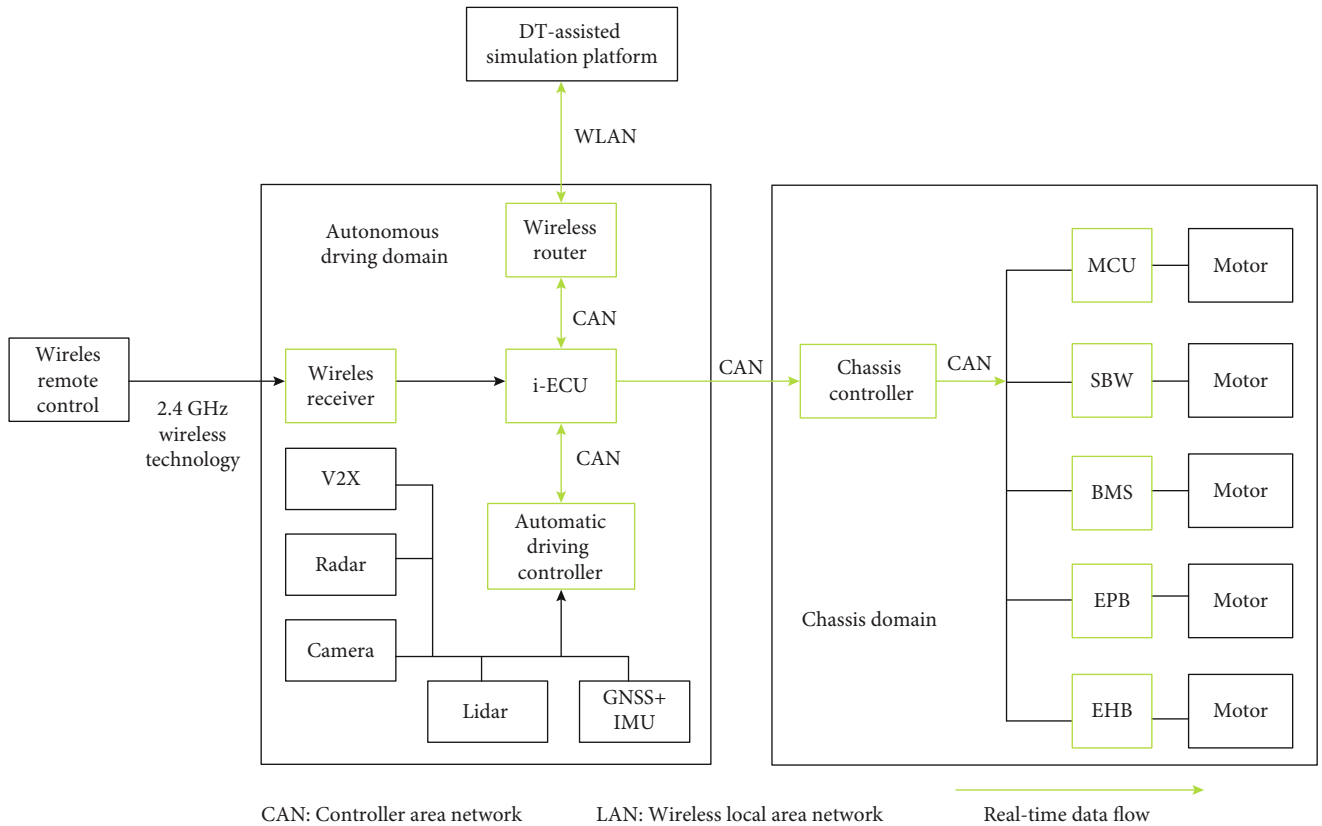 DT-assisted
simulation platform
WLAN
Autonomous
drving domain
Wireless
router
CAN
Wireles
remote
control
2.4 GHz
wireless
technology
Wireles
receiver
i-ECU
CAN
Chassis
controller
CAN
CAN
V2X
Radar
Camera
Lidar
GNSS+
IMU
Automatic
driving
controller
MCU
Motor
SBW
Motor
BMS
Motor
EPB
Motor
EHB
Motor
Chassis domain
CAN: Controller area network
LAN: Wireless local area network
Real-time data flow